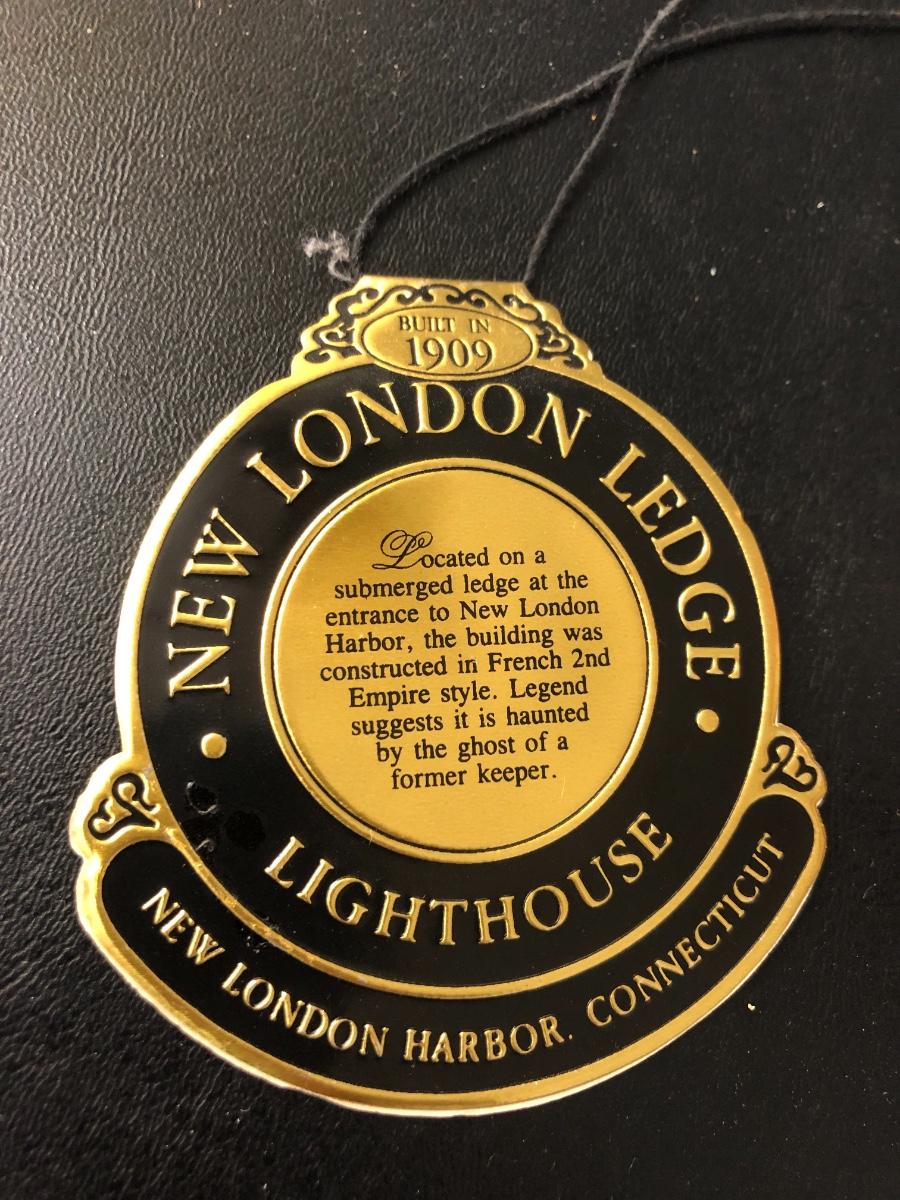 BUILT IN
1909
NEW LONDON LEDGE
Located on a
submerged ledge at the
entrance to New London
Harbor, the building was
constructed in French 2nd
Empire style. Legend
suggests it is haunted
by the ghost of a
former keeper.
LIGHTHOUSE
NEW LONDON HARBOR. CONNECTICUT